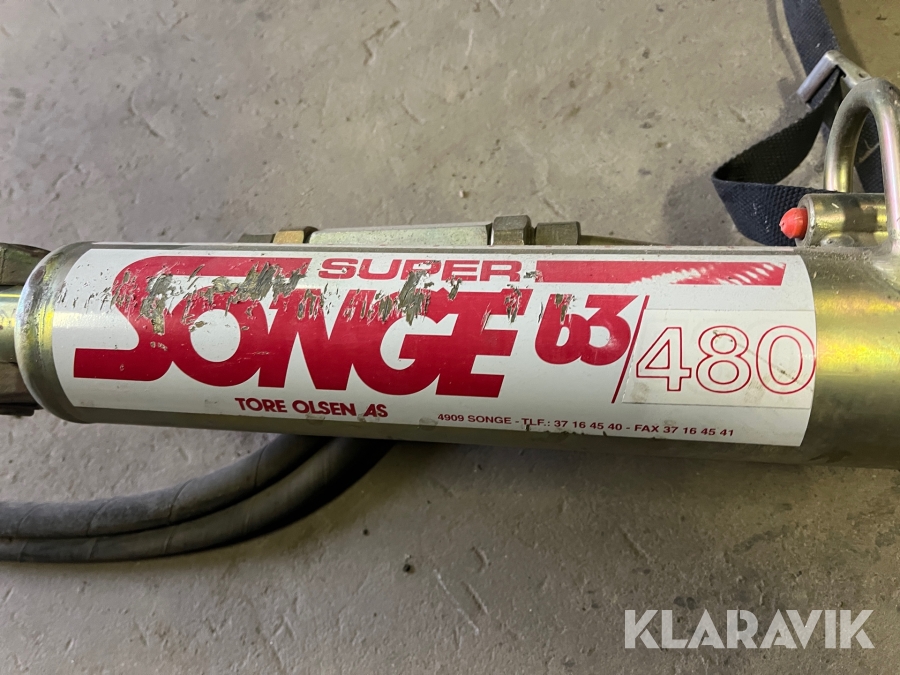 SUPER
SONGE 63/480
TORE OLSEN AS
4909 SONGE - TLF.: 37 16 45 40 - FAX 37 16 45 41
KLARAVIK